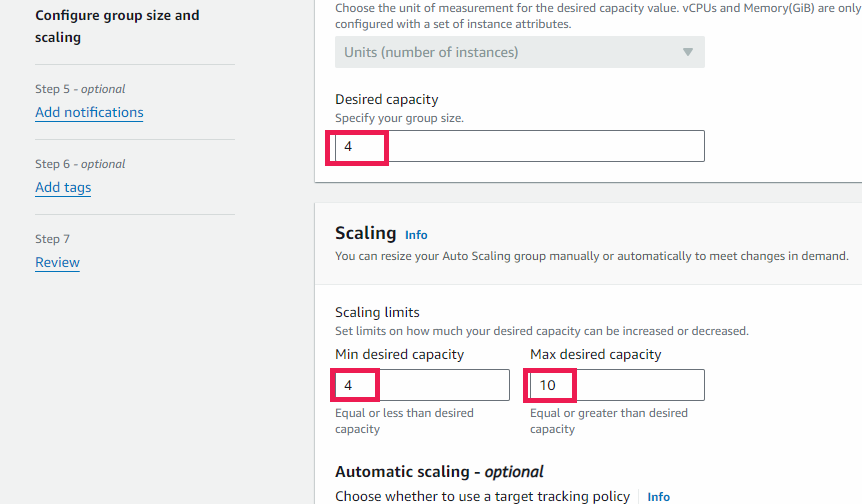 Configure group size and
scaling
Step 5 - optional
Add notifications
Step 6 - optional
Add tags
Step 7
Review
Choose the unit of measurement for the desired capacity value. vCPUs and Memory(GiB) are only
configured with a set of instance attributes.
Units (number of instances)
Desired capacity
Specify your group size.
4
Scaling Info
You can resize your Auto Scaling group manually or automatically to meet changes in demand.
Scaling limits
Set limits on how much your desired capacity can be increased or decreased.
Min desired capacity
4
Equal or less than desired
capacity
Max desired capacity
10
Equal or greater than desired
capacity
Automatic scaling - optional
Choose whether to use a target tracking policy Info